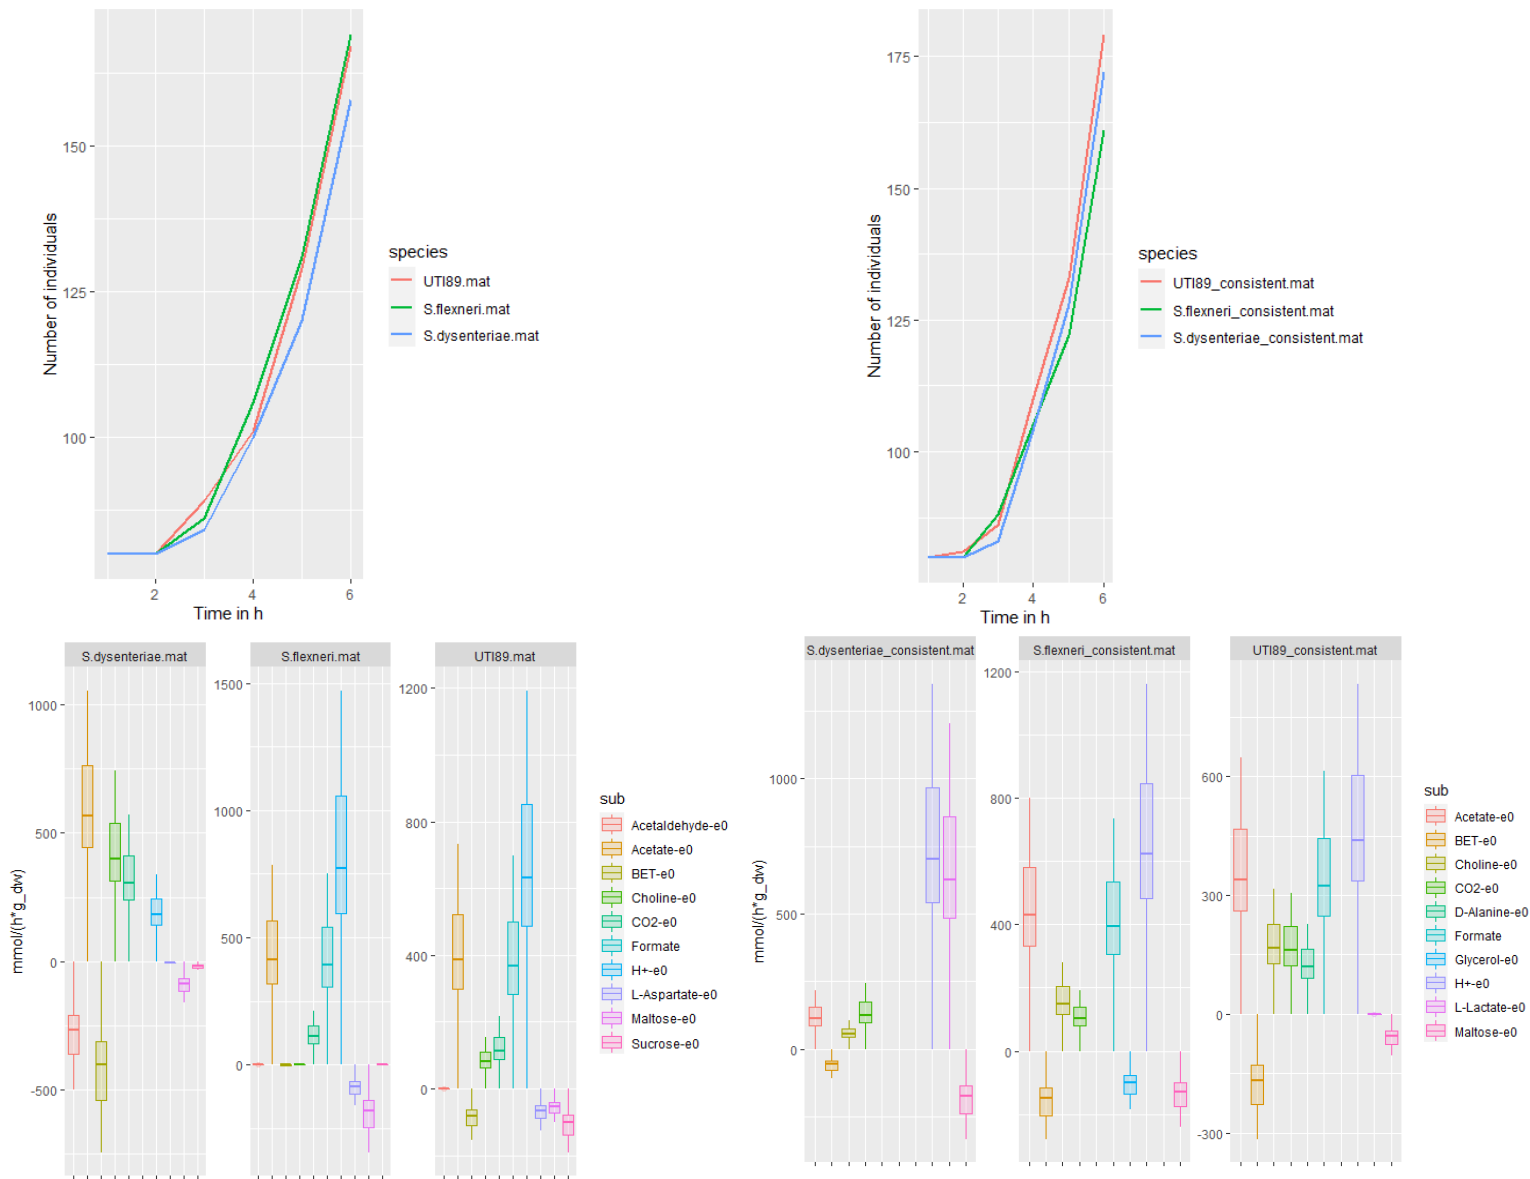 Number of individuals
150
125
100
2
4
6
Time in h
species
UTI89.mat
S.flexneri.mat
S.dysenteriae.mat
Number of individuals
175
150
125
100
2
4
6
Time in h
species
UTI89_consistent.mat
S.flexneri_consistent.mat
S.dysenteriae_consistent.mat
mmol/(h*g_dw)
S.dysenteriae.mat
1000
500
0
-500
S.flexneri.mat
1500
1000
500
0
UTI89.mat
1200
800
400
0
sub
Acetaldehyde-e0
Acetate-e0
BET-e0
Choline-e0
CO2-e0
Formate
H+-e0
L-Aspartate-e0
Maltose-e0
Sucrose-e0
mmol/(h*g_dw)
S.dysenteriae_consistent.mat
1000
500
0
S.flexneri_consistent.mat
1200
800
400
0
UTI89_consistent.mat
600
300
0
-300
sub
Acetate-e0
BET-e0
Choline-e0
CO2-e0
D-Alanine-e0
Formate
Glycerol-e0
H+-e0
L-Lactate-e0
Maltose-e0